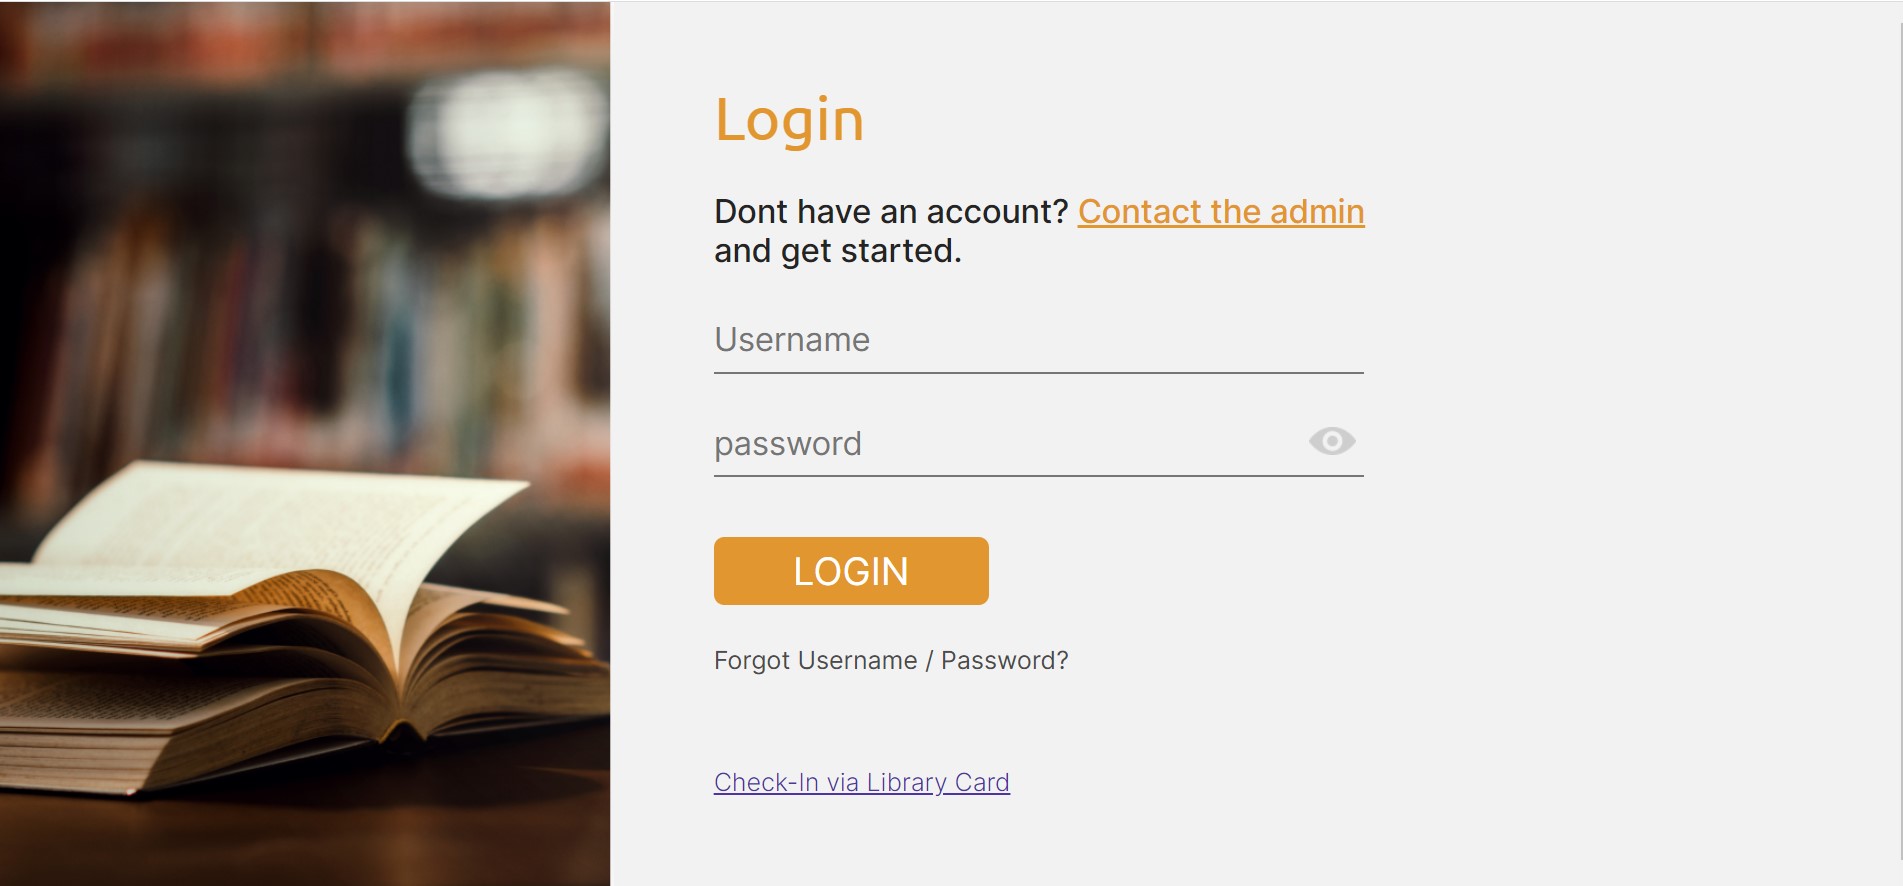 Login
Dont have an account? Contact the admin
and get started.
Username
password
LOGIN
Forgot Username / Password?
Check-In via Library Card